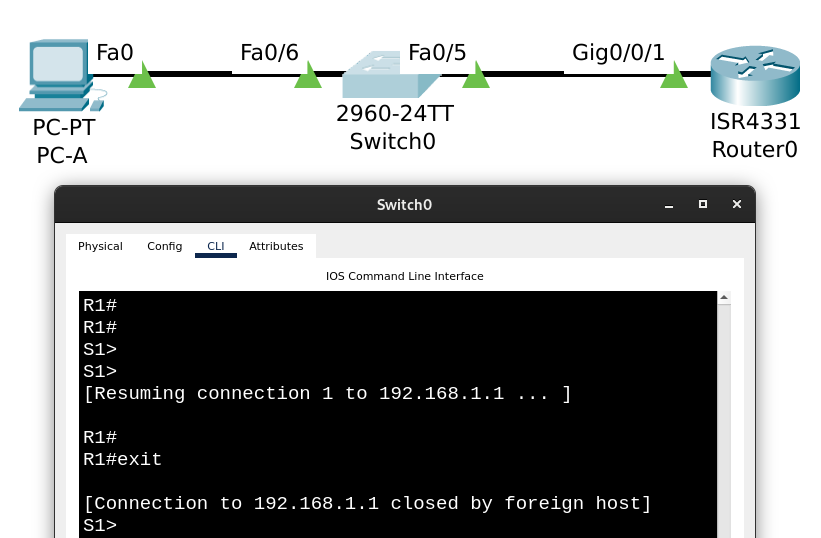 Fa0 Fa0/6 Fa0/5 Gig0/0/1
PC-PT
PC-A
2960-24TT
Switch0
ISR4331
Router0
Switch0
Physical Config CLI Attributes
IOS Command Line Interface
R1#
R1#
S1>
S1>
[Resuming connection 1 to 192.168.1.1 ... ]
R1#
R1#exit
[Connection to 192.168.1.1 closed by foreign host]
S1>